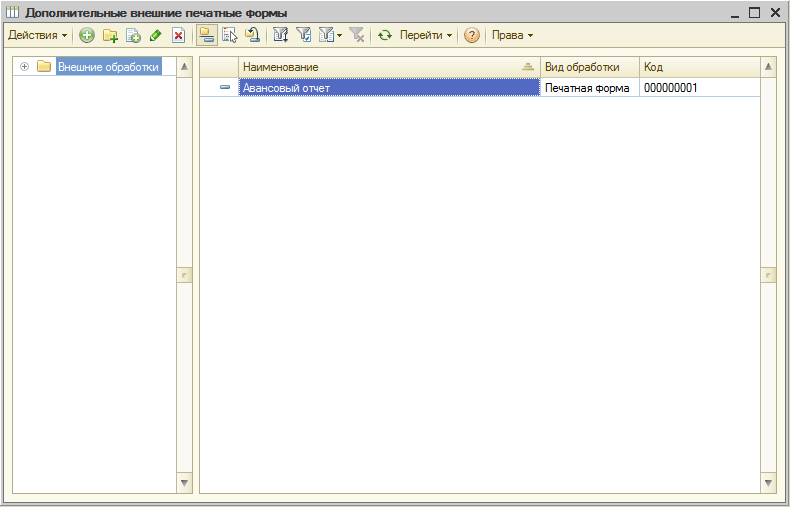 Дополнительные внешние печатные формы
Действия Перейти ? Права
Внешние обработки
Наименование Вид обработки Код
Авансовый отчет Печатная форма 000000001